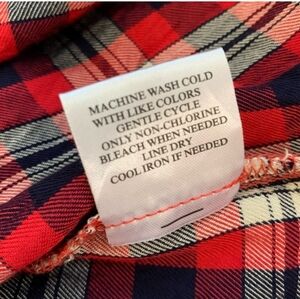 MACHINE WASH COLD
WITH LIKE COLORS
GENTLE CYCLE
ONLY NON-CHLORINE
BLEACH WHEN NEEDED
LINE DRY
COOL IRON IF NEEDED